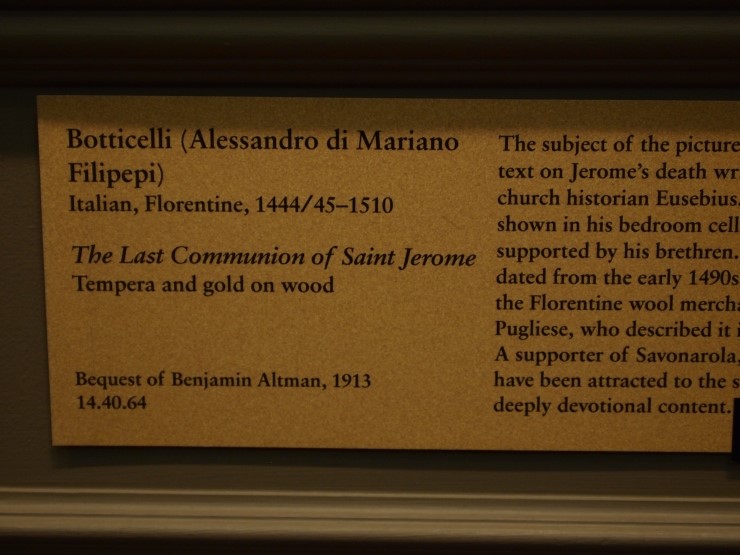 Botticelli (Alessandro di Mariano
Filipepi)
Italian, Florentine, 1444/45–1510
The Last Communion of Saint Jerome
Tempera and gold on wood
Bequest of Benjamin Altman, 1913
14.40.64
The subject of the picture
text on Jerome's death
church historian Eusebius.
shown in his bedroom cell
supported by his brethren.
dated from the early 1490s
the Florentine wool
Pugliese, who described it
A supporter of Savonarola,
have been attracted to the
deeply devotional content.